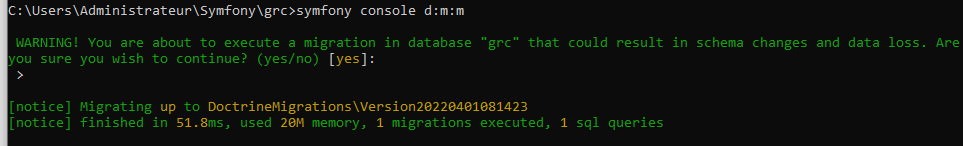 C:\Users\Administrateur\Symfony\grc>symfony console d:m:m
WARNING! You are about to execute a migration in database "grc" that could result in schema changes and data loss. Are
you sure you wish to continue? (yes/no) [yes]:
>
[notice] Migrating up to DoctrineMigrations\Version20220401081423
[notice] finished in 51.8ms, used 20M memory, 1 migrations executed, 1 sql queries